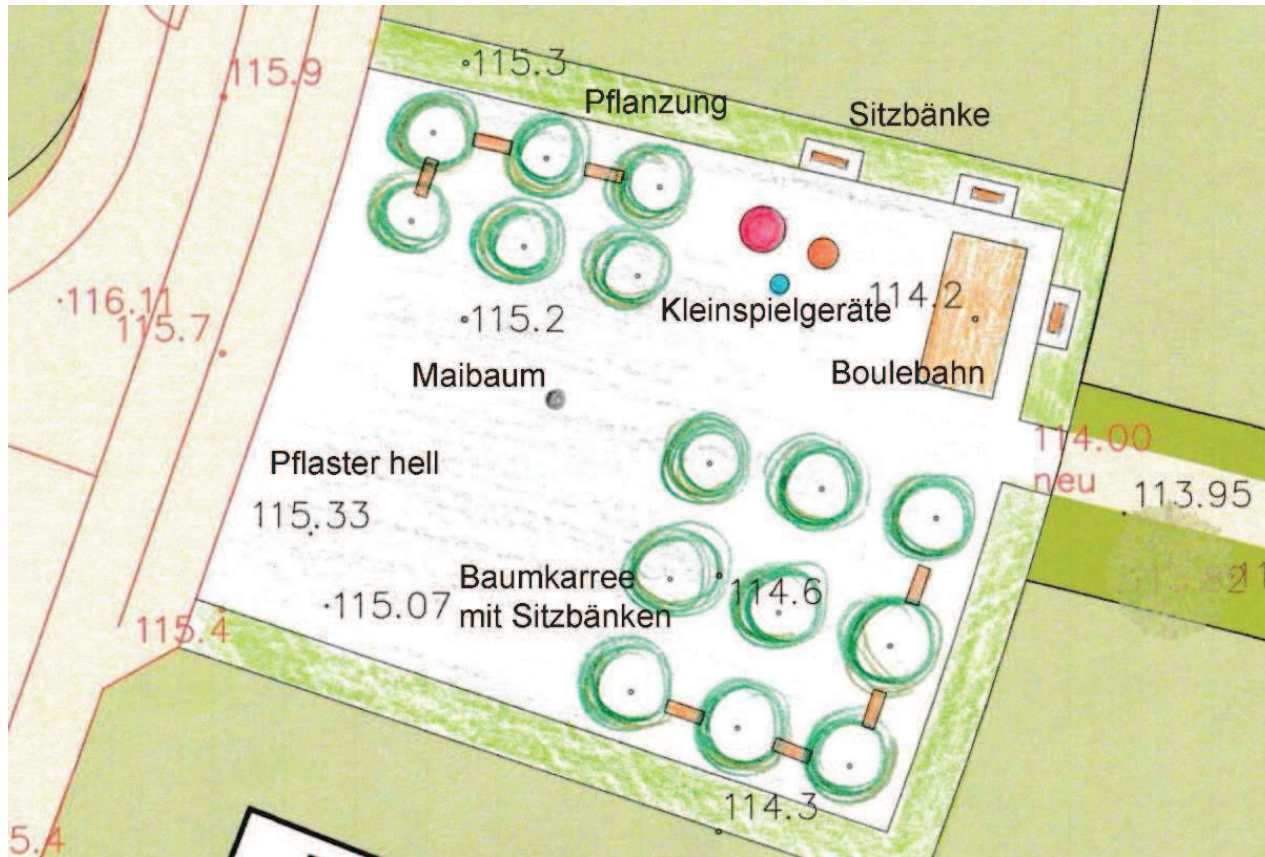 115.3
115.9
Pflanzung
Sitzbänke
116.11
115.7
115.2
Kleinspielgeräte
114.2
Maibaum
Boulebahn
114.00
neu
Pflaster hell
113.95
115.33
Baumkarree
mit Sitzbänken
114.6
115.07
115.4
114.3
5.4